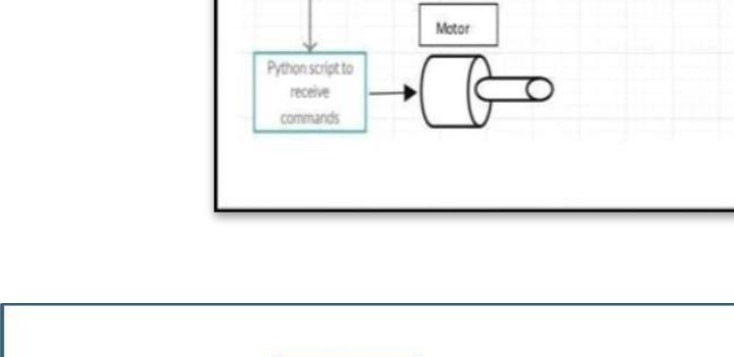 Motor
Python script to
receive
commands